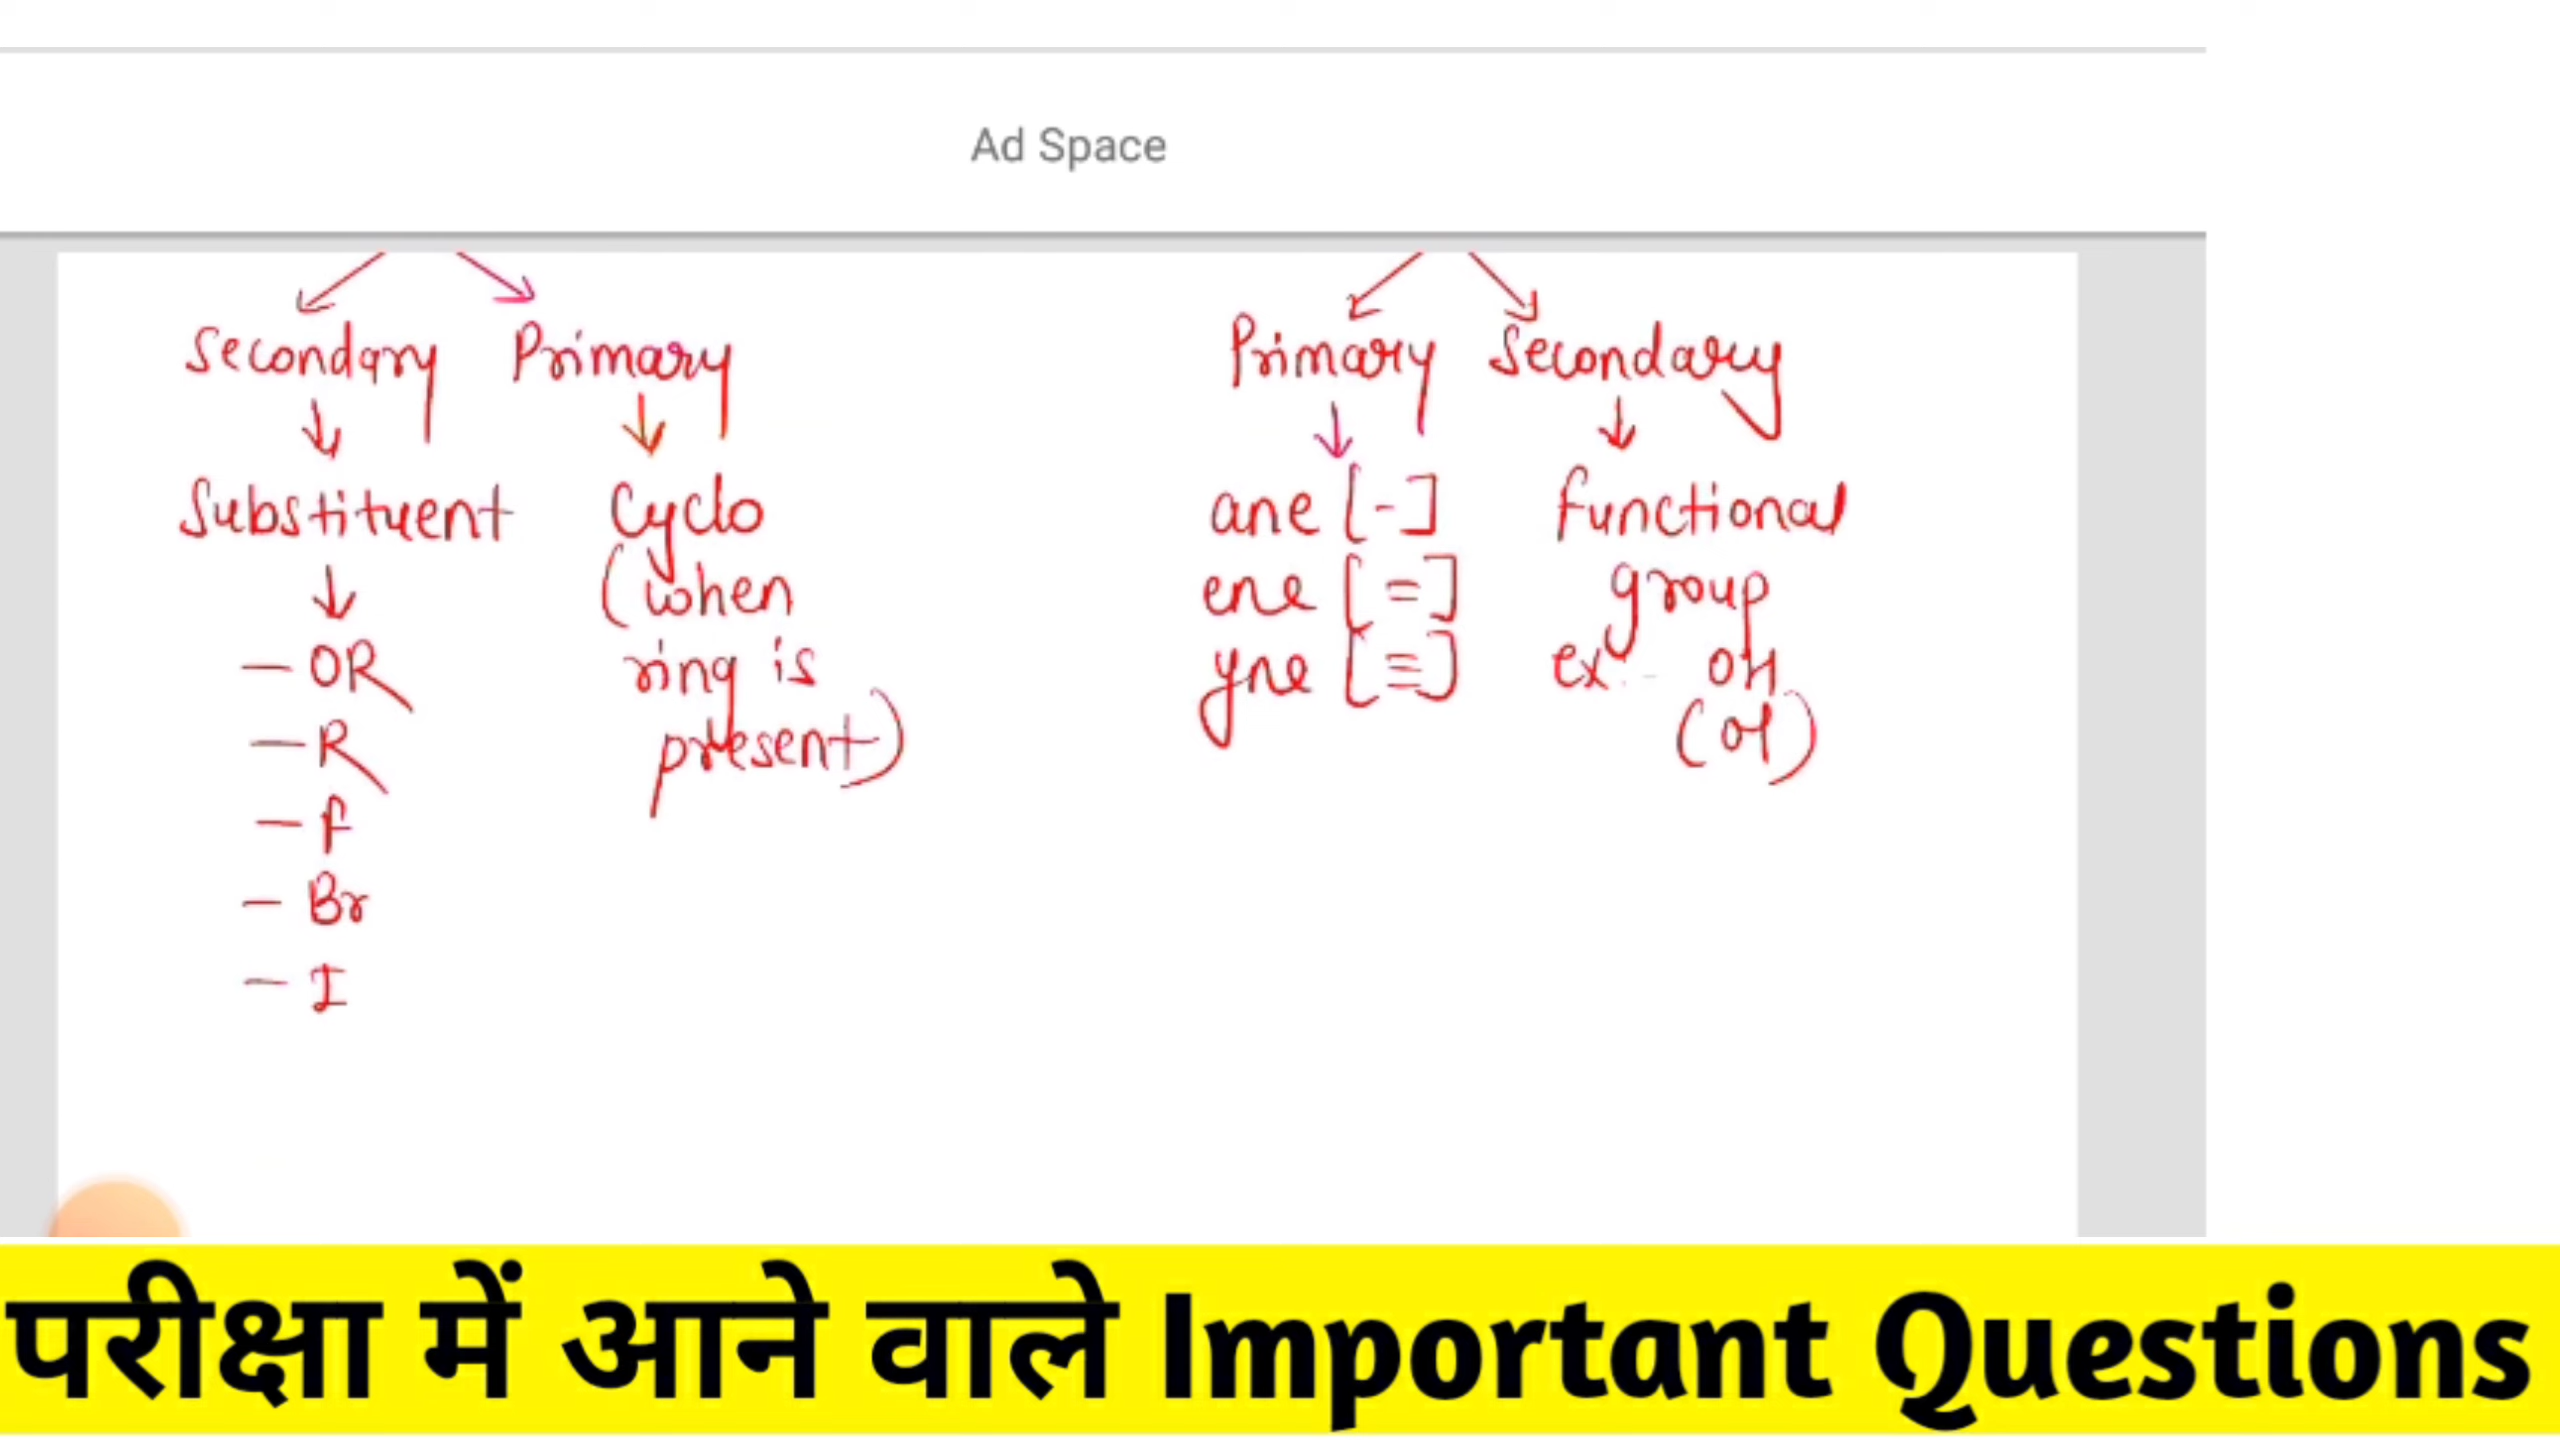 Ad Space
Secondary Primary
Substituent
- OR
- R
- F
- Br
- I
Cyclo
(when
ring is
present)
Primary Secondary
ane [-]
ene [=]
yne [≡]
functional
group
ex - OH
(ol)
परीक्षा में आने वाले Important Questions